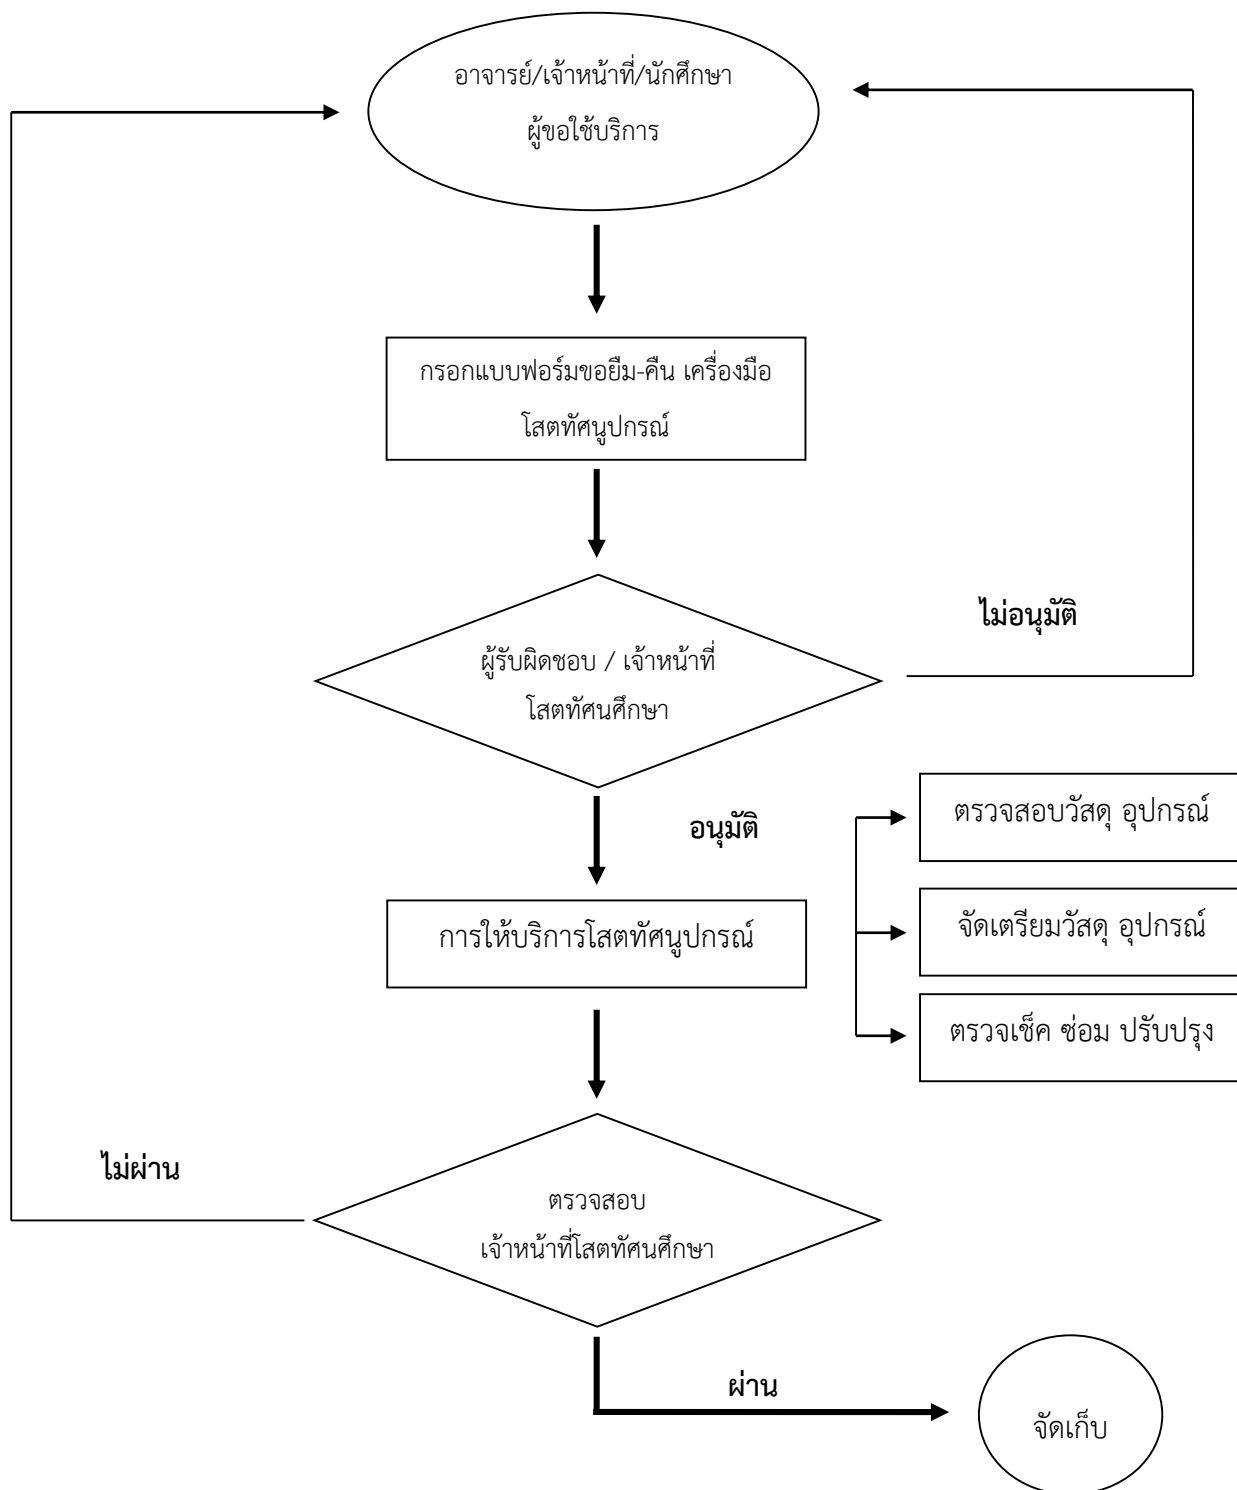 อาจารย์/เจ้าหน้าที่/นักศึกษา
ผู้ขอใช้บริการ
กรอกแบบฟอร์มขอยืม-คืน เครื่องมือ
โสตทัศนูปกรณ์
ไม่อนุมัติ
ผู้รับผิดชอบ / เจ้าหน้าที่
โสตทัศนศึกษา
อนุมัติ
ตรวจสอบวัสดุ อุปกรณ์
การให้บริการโสตทัศนูปกรณ์
จัดเตรียมวัสดุ อุปกรณ์
ตรวจเช็ค ซ่อม ปรับปรุง
ไม่ผ่าน
ตรวจสอบ
เจ้าหน้าที่โสตทัศนศึกษา
ผ่าน
จัดเก็บ